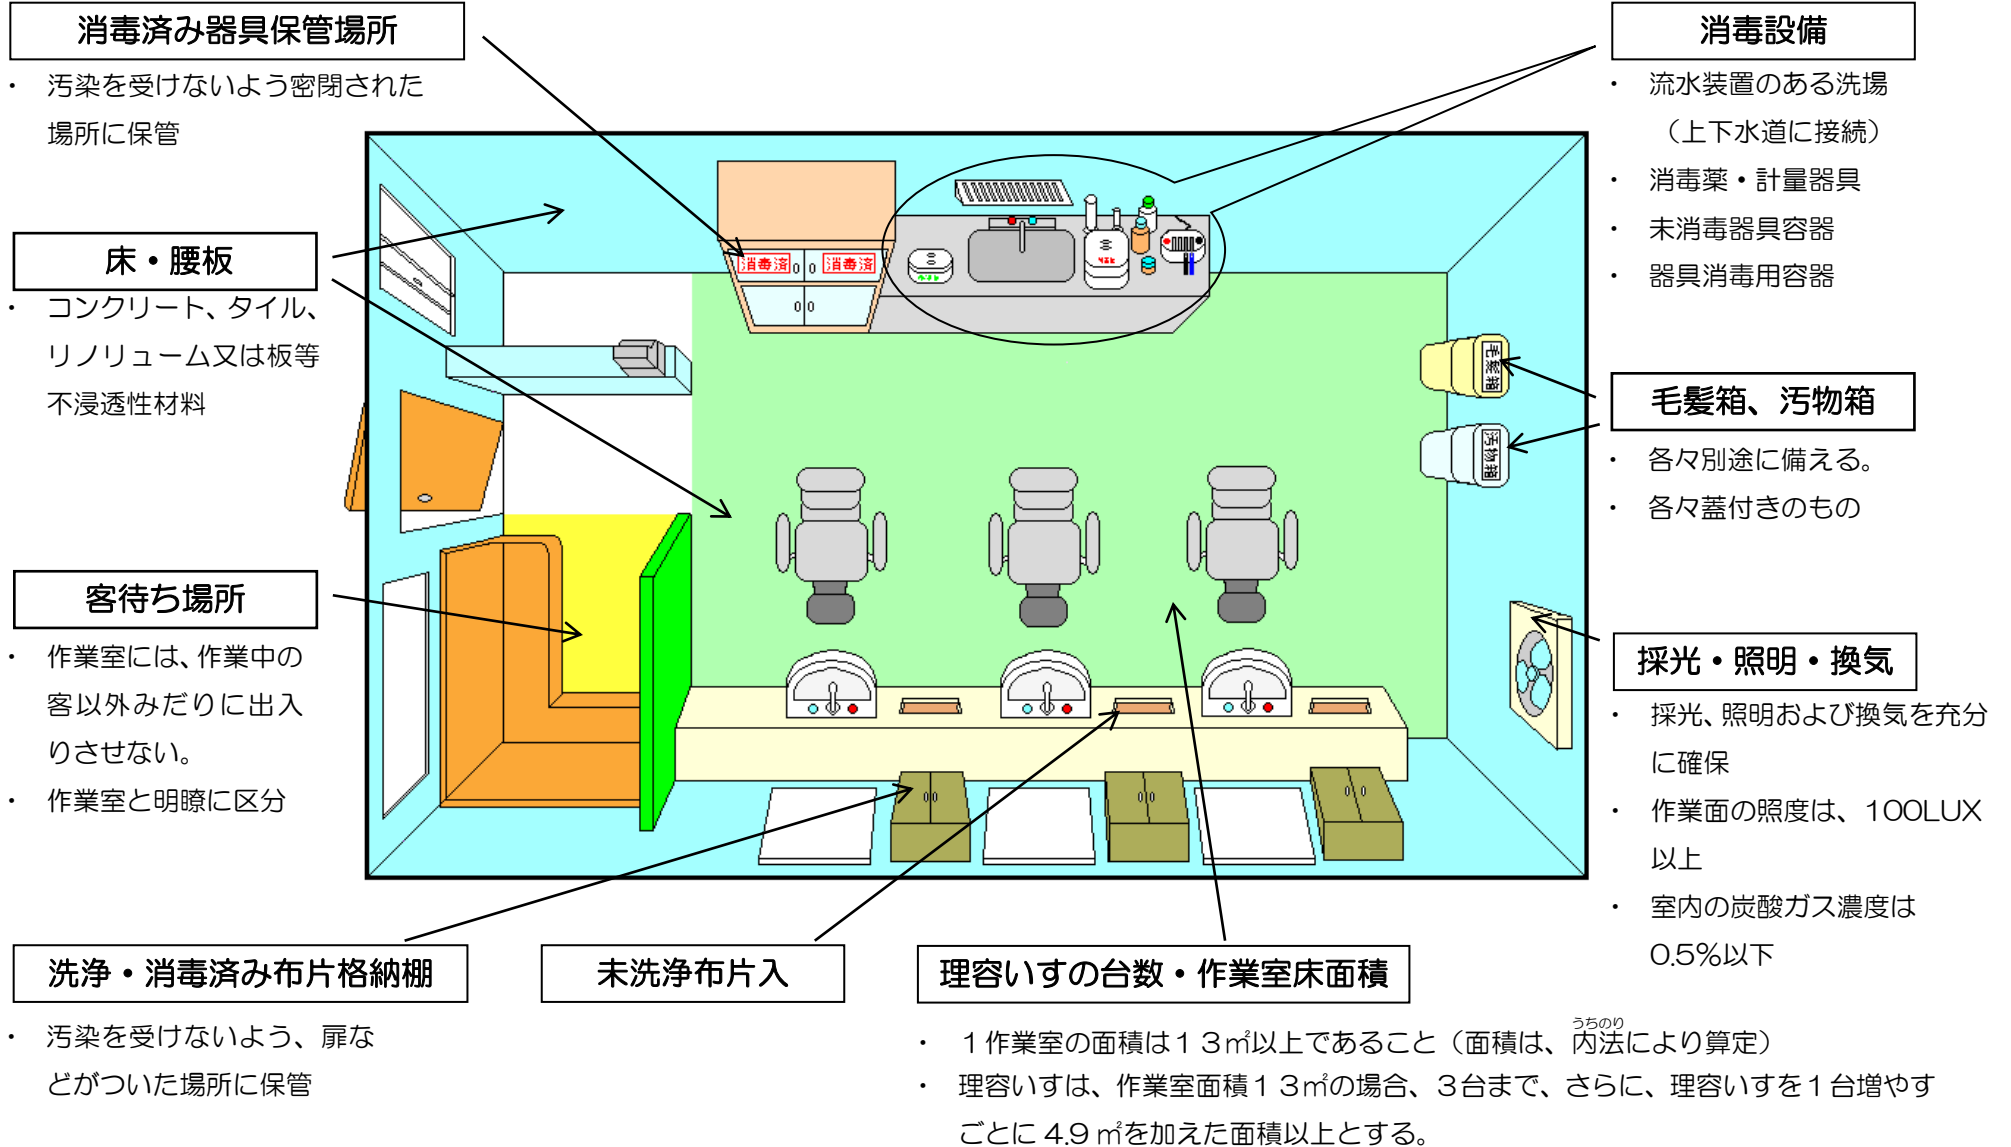 消毒済み器具保管場所
・ 汚染を受けないよう密閉された
場所に保管
床・腰板
・ コンクリート、タイル、
リノリューム又は板等
不浸透性材料
客待ち場所
・ 作業室には、作業中の
客以外みだりに出入
りさせない。
・ 作業室と明瞭に区分
洗浄・消毒済み布片格納棚
・ 汚染を受けないよう、扉な
どがついた場所に保管
未洗浄布片入
消毒済
消毒済
毛髪箱
汚物箱
消毒設備
・ 流水装置のある洗場
（上下水道に接続）
・ 消毒薬・計量器具
・ 未消毒器具容器
・ 器具消毒用容器
毛髪箱、汚物箱
・ 各々別途に備える。
・ 各々蓋付きのもの
採光・照明・換気
・ 採光、照明および換気を充分
に確保
・ 作業面の照度は、100LUX
以上
・ 室内の炭酸ガス濃度は
0.5%以下
理容いすの台数・作業室床面積
うちのり
・ １作業室の面積は１３㎡以上であること（面積は、内法により算定）
・ 理容いすは、作業室面積１３㎡の場合、３台まで、さらに、理容いすを１台増やす
ごとに 4.9 ㎡を加えた面積以上とする。